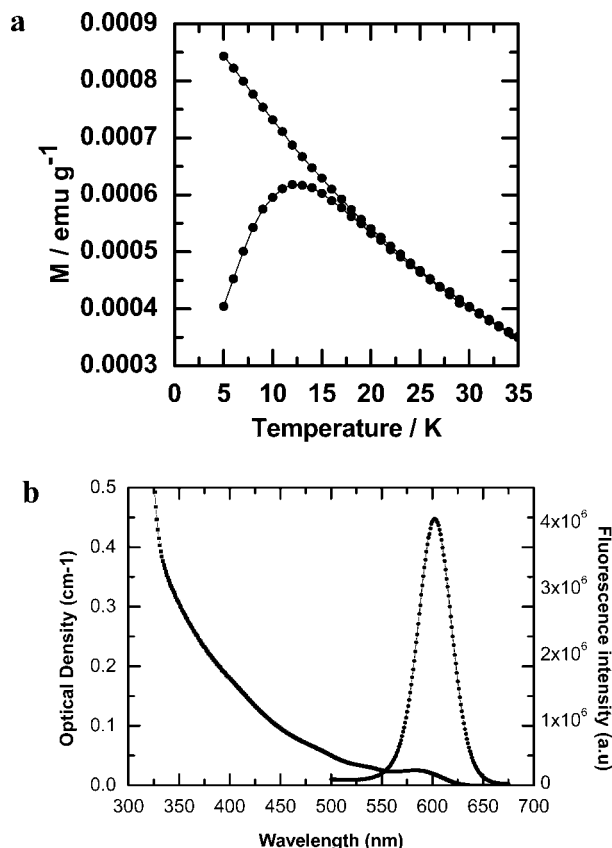 a
0.0009
0.0008
0.0007
0.0006
0.0005
0.0004
0.0003
M / emu g-1
0 5 10 15 20 25 30 35
Temperature / K
b
0.5
0.4
0.3
0.2
0.1
0.0
Optical Density (cm-1)
4x10^6
3x10^6
2x10^6
1x10^6
0
Fluorescence intensity (a.u)
300 350 400 450 500 550 600 650 700
Wavelength (nm)